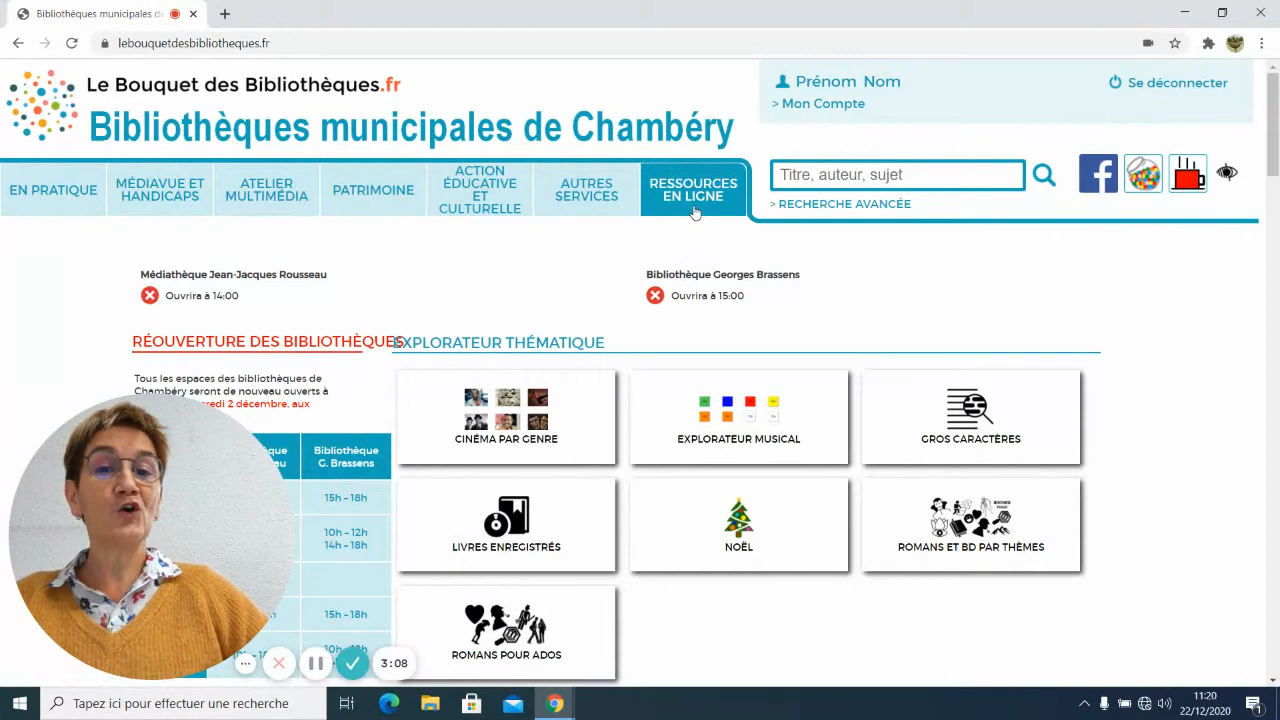 Bibliothèques municipales de
lebouquetdesbibliotheques.fr
Le Bouquet des Bibliothèques.fr
Bibliothèques municipales de Chambéry
Prénom Nom
> Mon Compte
Se déconnecter
EN PRATIQUE
MÉDIAVUE ET
HANDICAPS
ATELIER
MULTIMÉDIA
PATRIMOINE
ACTION
ÉDUCATIVE
ET
CULTURELLE
AUTRES
SERVICES
RESSOURCES
EN LIGNE
Titre, auteur, sujet
> RECHERCHE AVANCÉE
Médiathèque Jean-Jacques Rousseau
Ouvrira à 14:00
Bibliothèque Georges Brassens
Ouvrira à 15:00
RÉOUVERTURE DES BIBLIOTHÈQUES
EXPLORATEUR THÉMATIQUE
Tous les espaces des bibliothèques de
Chambéry seront de nouveau ouverts à
2 décembre, aux
Bibliothèque
G. Brassens
15h – 18h
10h – 12h
14h – 18h
15h – 18h
CINÉMA PAR GENRE
EXPLORATEUR MUSICAL
GROS CARACTÈRES
LIVRES ENREGISTRÉS
NOËL
ROMANS ET BD PAR THÈMES
ROMANS POUR ADOS
3:08
Tapez ici pour effectuer une recherche
11:20
22/12/2020